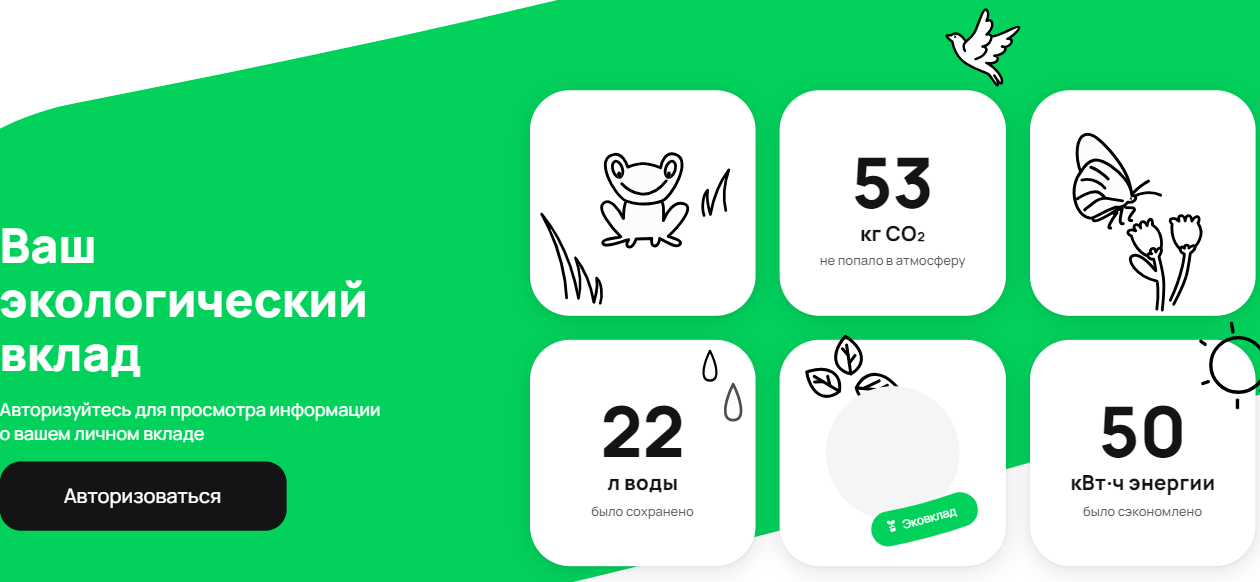 Ваш
экологический
вклад
Авторизуйтесь для просмотра информации
о вашем личном вкладе
Авторизоваться
53
кг CO₂
не попало в атмосферу
22
л воды
было сохранено
Эковклад
50
кВт·ч энергии
было сэкономлено